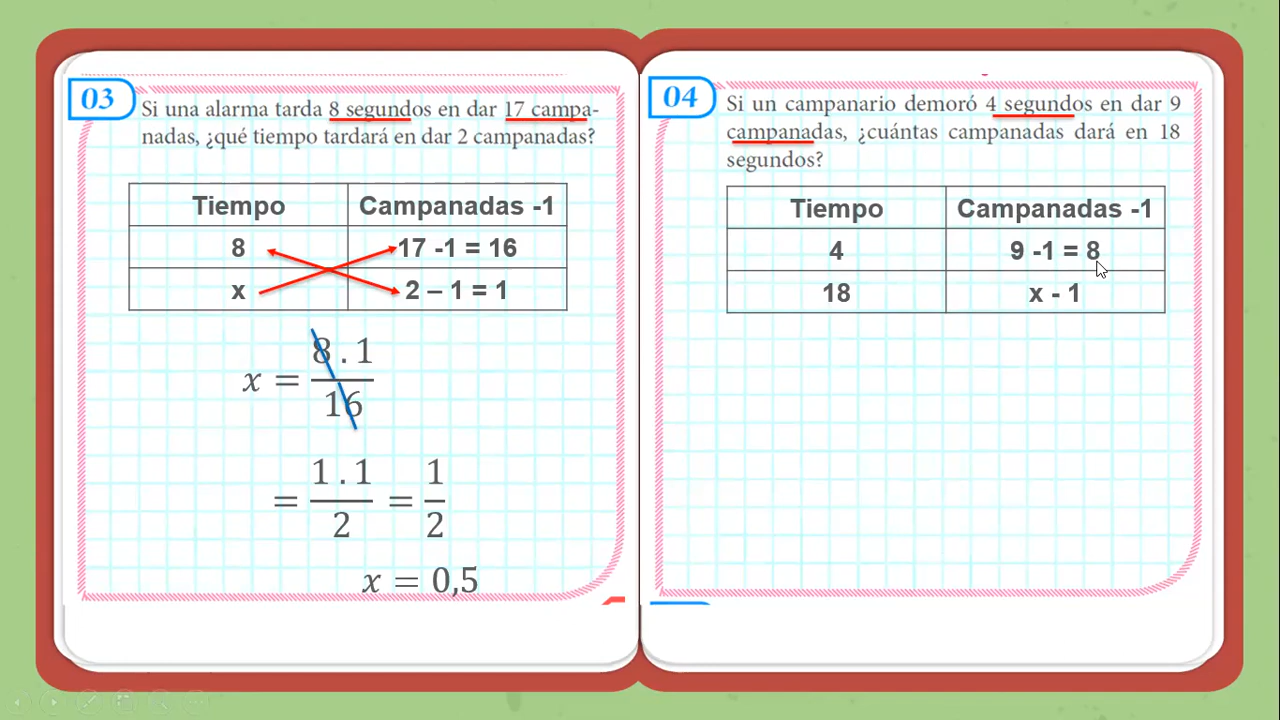 03
Si una alarma tarda 8 segundos en dar 17 campa-
nadas, ¿qué tiempo tardará en dar 2 campanadas?
Tiempo Campanadas -1
8 17 -1 = 16
x 2 – 1 = 1
x = 8 . 1 / 16
= 1 . 1 / 2 = 1 / 2
x = 0,5
04
Si un campanario demoró 4 segundos en dar 9
campanadas, ¿cuántas campanadas dará en 18
segundos?
Tiempo Campanadas -1
4 9 -1 = 8
18 x - 1